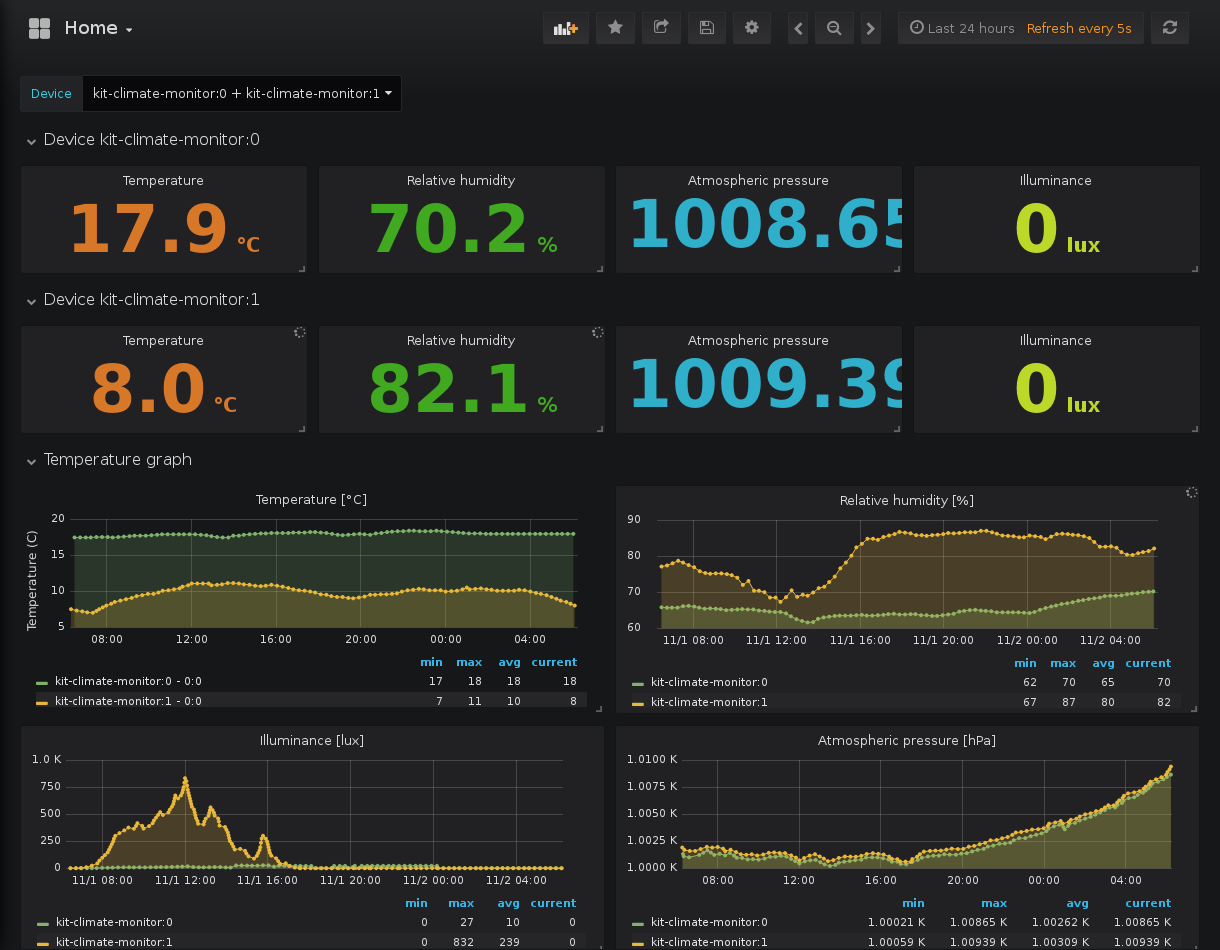 Home
Last 24 hours Refresh every 5s
Device kit-climate-monitor:0 + kit-climate-monitor:1
Device kit-climate-monitor:0
Temperature Relative humidity Atmospheric pressure Illuminance
17.9 °C 70.2 % 1008.65 0 lux
Device kit-climate-monitor:1
Temperature Relative humidity Atmospheric pressure Illuminance
8.0 °C 82.1 % 1009.39 0 lux
Temperature graph
Temperature [°C]
Temperature (C)
20
15
10
5
08:00 12:00 16:00 20:00 00:00 04:00
min max avg current
kit-climate-monitor:0 - 0:0 17 18 18 18
kit-climate-monitor:1 - 0:0 7 11 10 8
Relative humidity [%]
90
80
70
60
11/1 08:00 11/1 12:00 11/1 16:00 11/1 20:00 11/2 00:00 11/2 04:00
min max avg current
kit-climate-monitor:0 62 70 65 70
kit-climate-monitor:1 67 87 80 82
Illuminance [lux]
1.0 K
750
500
250
0
11/1 08:00 11/1 12:00 11/1 16:00 11/1 20:00 11/2 00:00 11/2 04:00
min max avg current
kit-climate-monitor:0 0 27 10 0
kit-climate-monitor:1 0 832 239 0
Atmospheric pressure [hPa]
1.0100 K
1.0075 K
1.0050 K
1.0025 K
1.0000 K
08:00 12:00 16:00 20:00 00:00 04:00
min max avg current
kit-climate-monitor:0 1.00021 K 1.00865 K 1.00262 K 1.00865 K
kit-climate-monitor:1 1.00059 K 1.00939 K 1.00309 K 1.00939 K